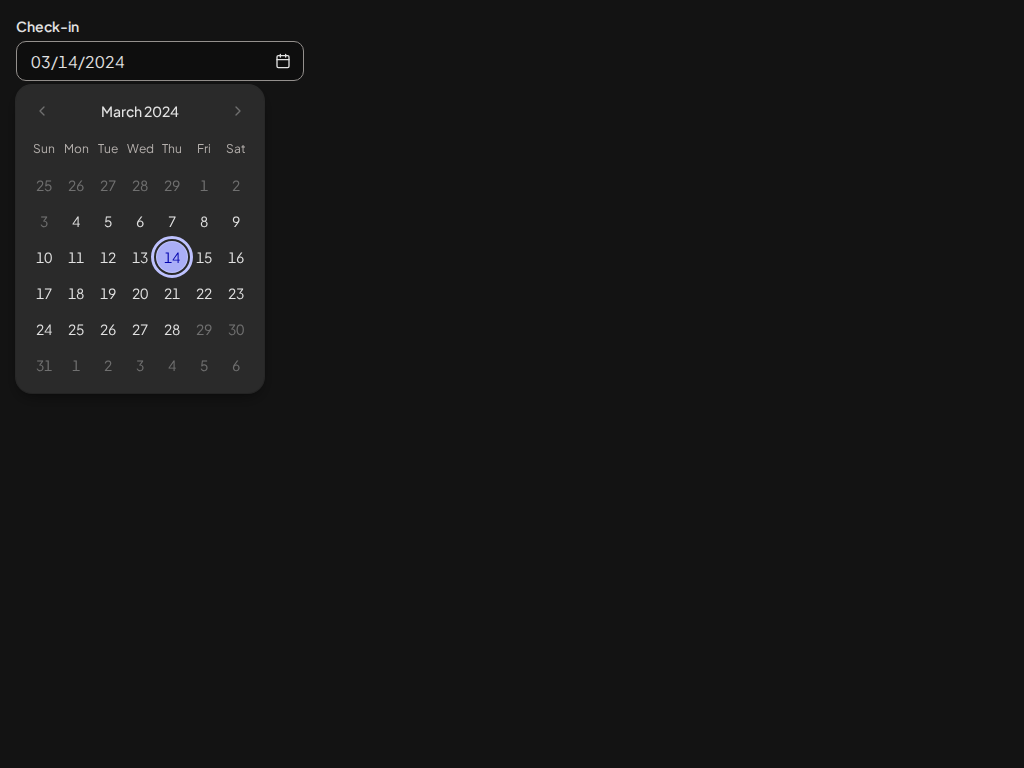 Check-in
03/14/2024
March 2024
Sun Mon Tue Wed Thu Fri Sat
25 26 27 28 29 1 2
3 4 5 6 7 8 9
10 11 12 13 14 15 16
17 18 19 20 21 22 23
24 25 26 27 28 29 30
31 1 2 3 4 5 6